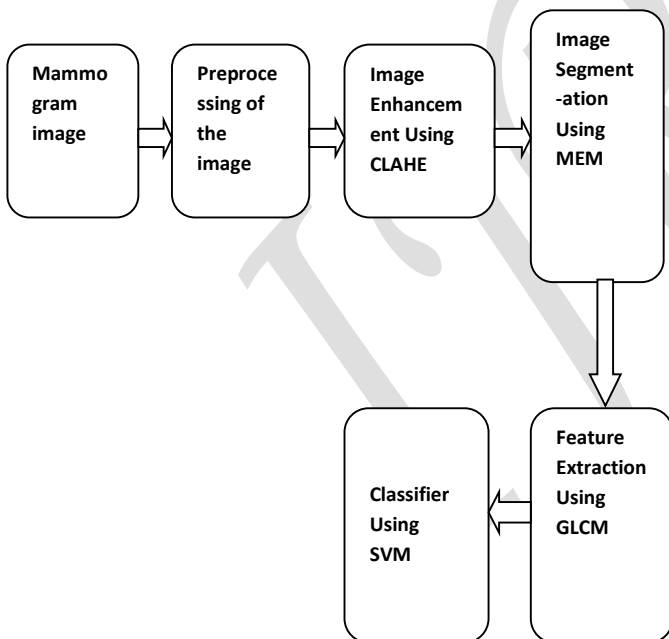 Mammo
gram
image
Preproce
ssing of
the
image
Image
Enhancem
ent Using
CLAHE
Image
Segment
-ation
Using
MEM
Feature
Extraction
Using
GLCM
Classifier
Using
SVM